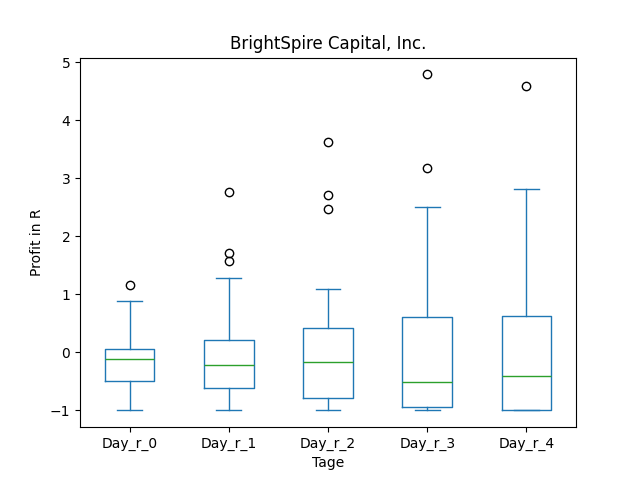 BrightSpire Capital, Inc.
Profit in R
5
4
3
2
1
0
−1
Day_r_0 Day_r_1 Day_r_2 Day_r_3 Day_r_4
Tage